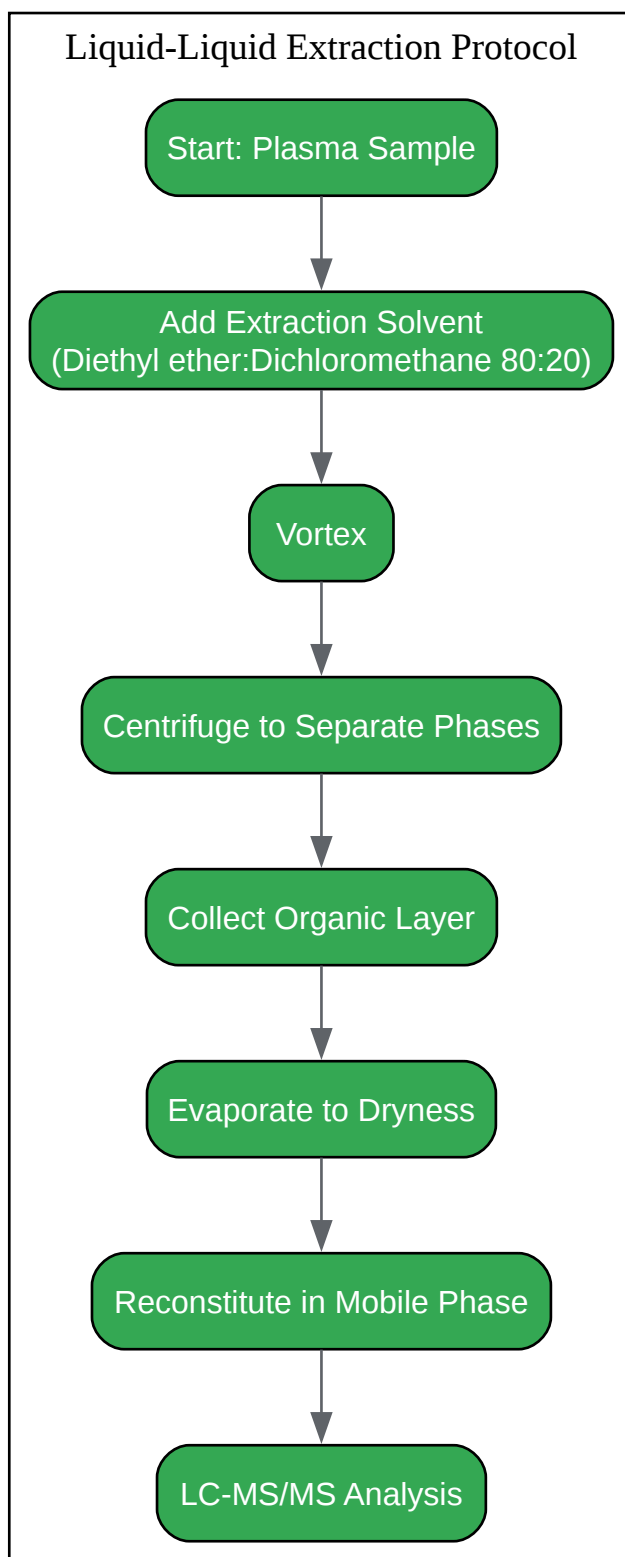 Liquid-Liquid Extraction Protocol
Start: Plasma Sample
Add Extraction Solvent
(Diethyl ether:Dichloromethane 80:20)
Vortex
Centrifuge to Separate Phases
Collect Organic Layer
Evaporate to Dryness
Reconstitute in Mobile Phase
LC-MS/MS Analysis